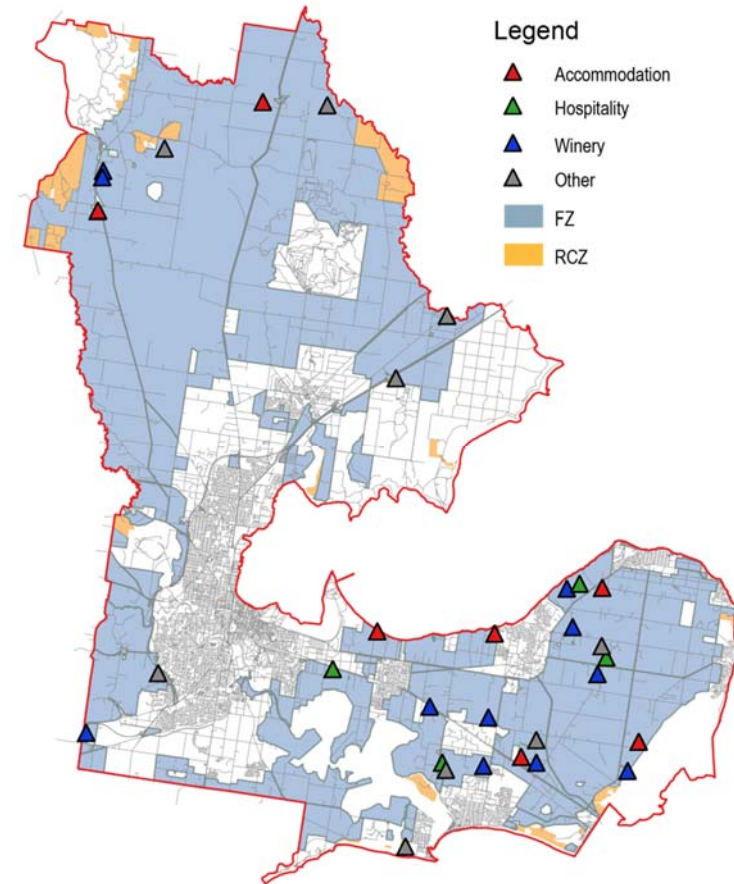 Legend
Accommodation
Hospitality
Winery
Other
FZ
RCZ